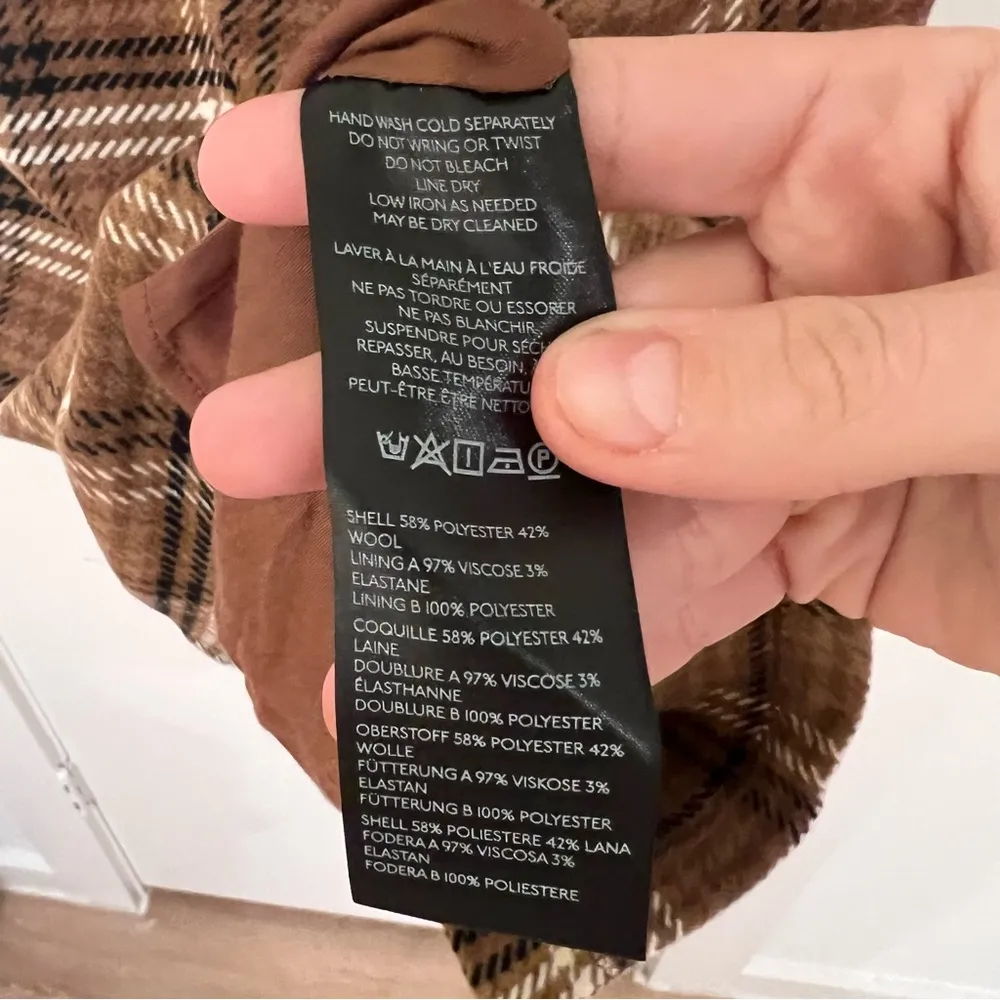 HAND WASH COLD SEPARATELY
DO NOT WRING OR TWIST
DO NOT BLEACH
LINE DRY
LOW IRON AS NEEDED
MAY BE DRY CLEANED
LAVER À LA MAIN À L'EAU FROIDE
SÉPARÉMENT
NE PAS TORDRE OU ESSORER
NE PAS BLANCHIR
SUSPENDRE POUR
REPASSER, AU BESOIN,
BASSE
PEUT-ÊTRE ÊTRE
P
SHELL 58% POLYESTER 42%
WOOL
LINING A 97% VISCOSE 3%
ELASTANE
LINING B 100% POLYESTER
COQUILLE 58% POLYESTER 42%
LAINE
DOUBLURE A 97% VISCOSE 3%
ÉLASTHANNE
DOUBLURE B 100% POLYESTER
OBERSTOFF 58% POLYESTER 42%
WOLLE
FÜTTERUNG A 97% VISKOSE 3%
ELASTAN
FÜTTERUNG B 100% POLYESTER
SHELL 58% POLIESTERE 42% LANA
FODERA A 97% VISCOSA 3%
ELASTAN
FODERA B 100% POLIESTERE